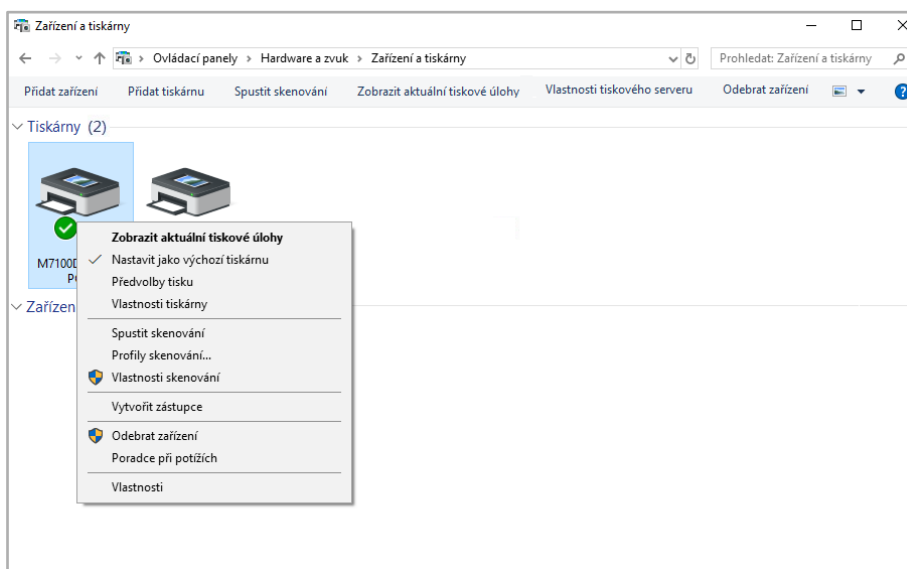 Zařízení a tiskárny
Ovládací panely › Hardware a zvuk › Zařízení a tiskárny
Prohledat: Zařízení a tiskárny
Přidat zařízení Přidat tiskárnu Spustit skenování Zobrazit aktuální tiskové úlohy Vlastnosti tiskového serveru Odebrat zařízení
Tiskárny (2)
Zobrazit aktuální tiskové úlohy
Nastavit jako výchozí tiskárnu
Předvolby tisku
Vlastnosti tiskárny
Spustit skenování
Profily skenování...
Vlastnosti skenování
Vytvořit zástupce
Odebrat zařízení
Poradce při potížích
Vlastnosti